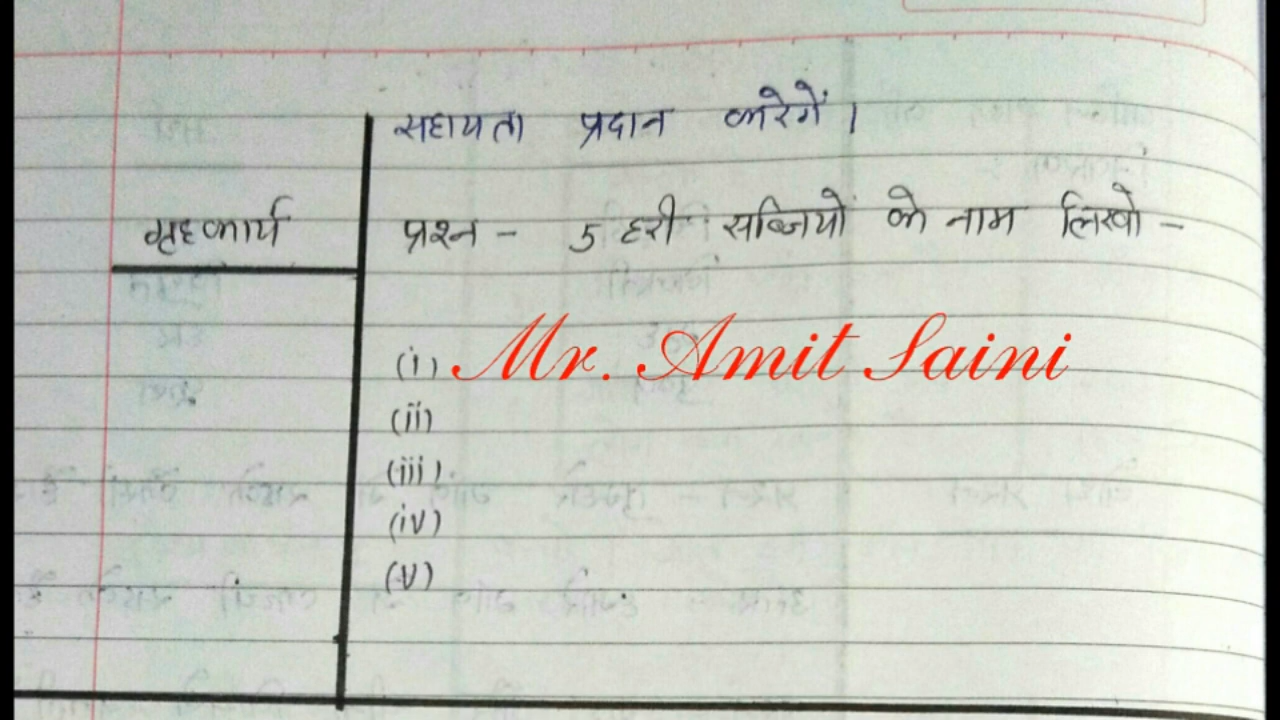 सहायता प्रदान करेगें।
गृहकार्य प्रश्न - 5 हरी सब्जियों के नाम लिखो -
(i) Mr. Amit Saini
(ii)
(iii)
(iv)
(v)